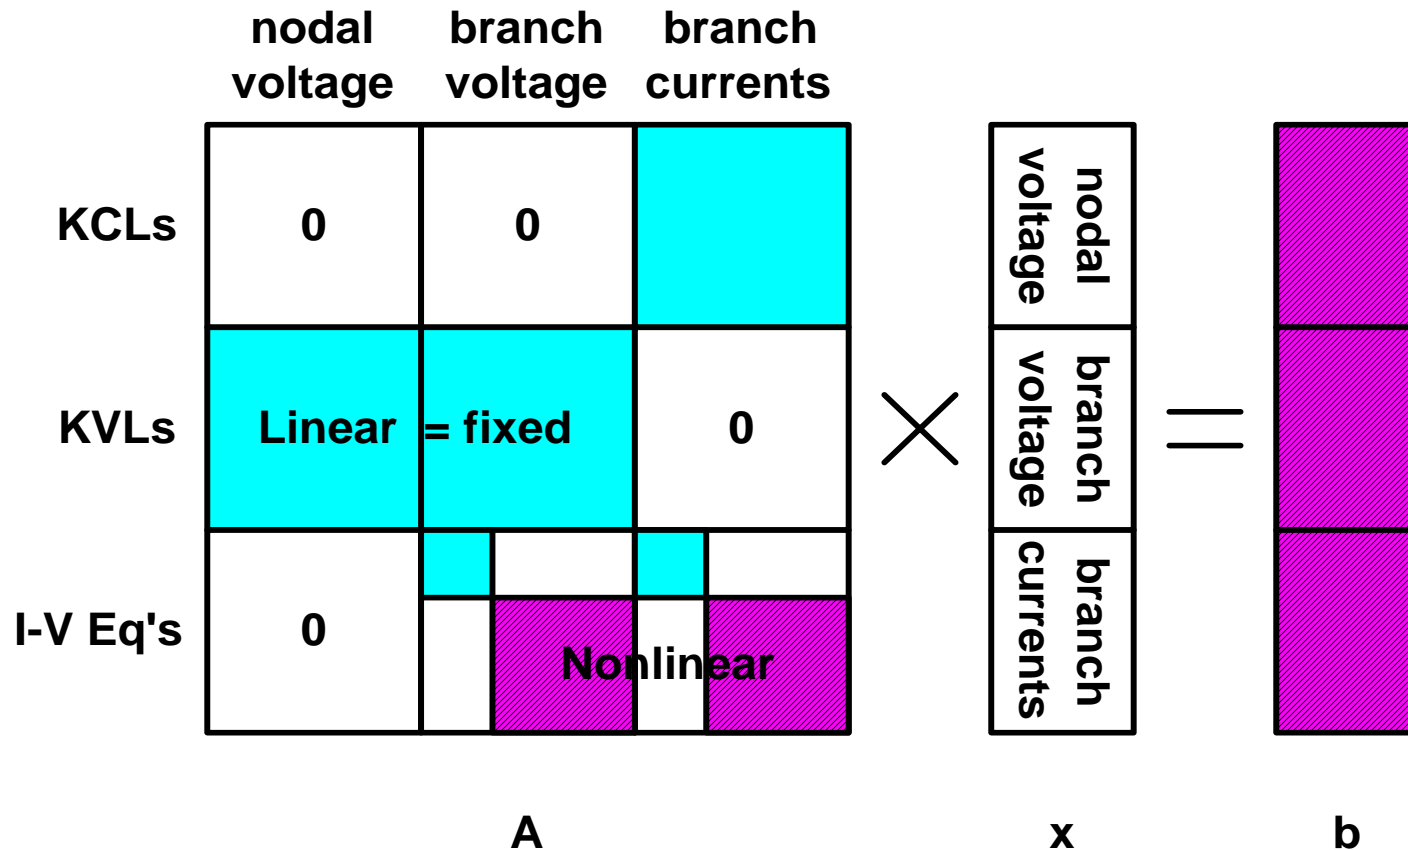 nodal voltage
branch voltage
branch currents
KCLs
0
0
nodal voltage
KVLs
Linear = fixed
0
branch voltage
I-V Eq's
0
Nonlinear
branch currents
=
A
x
b